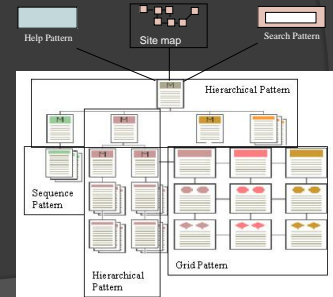 Help Pattern
Site map
Search Pattern
Hierarchical Pattern
M
M
M
M
M
M
M
Sequence
Pattern
Hierarchical
Pattern
Grid Pattern